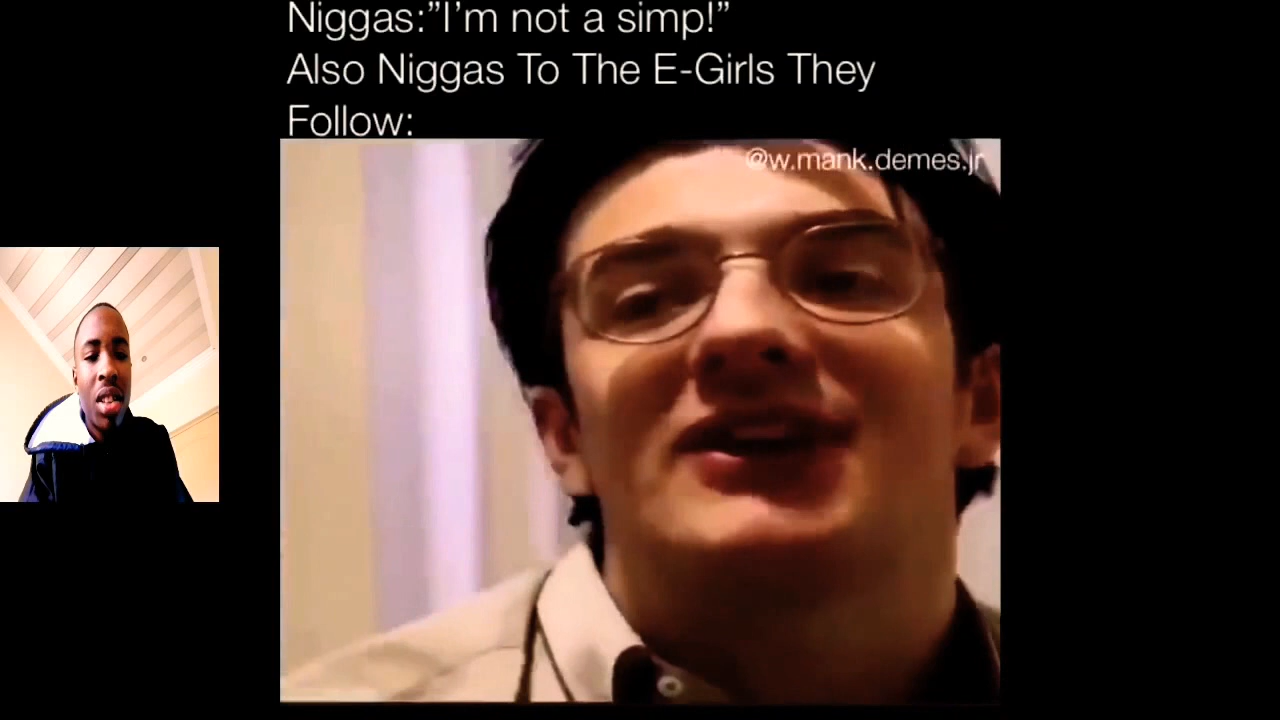 Niggas:”I’m not a simp!”
Also Niggas To The E-Girls They
Follow:
@w.mank.demes.jr